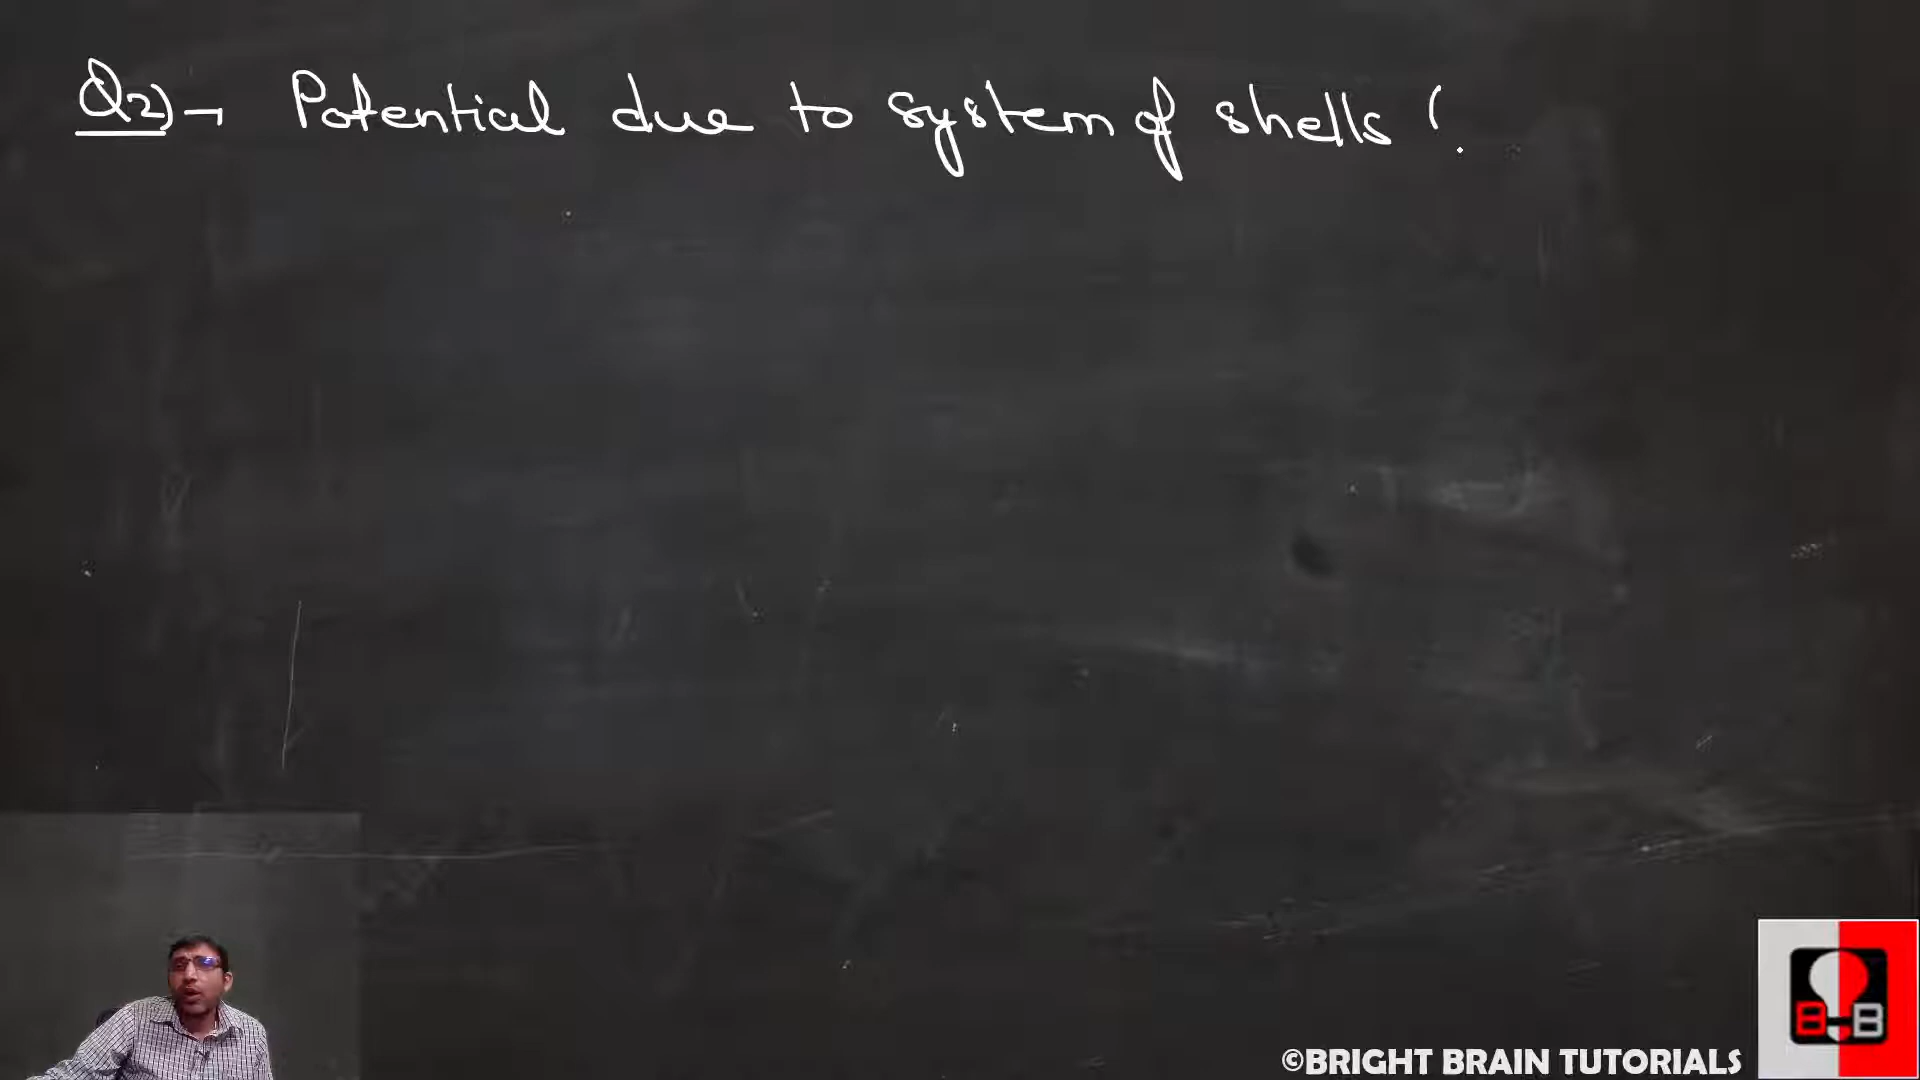 Q2)→ Potential due to system of shells (.
B B
©BRIGHT BRAIN TUTORIALS